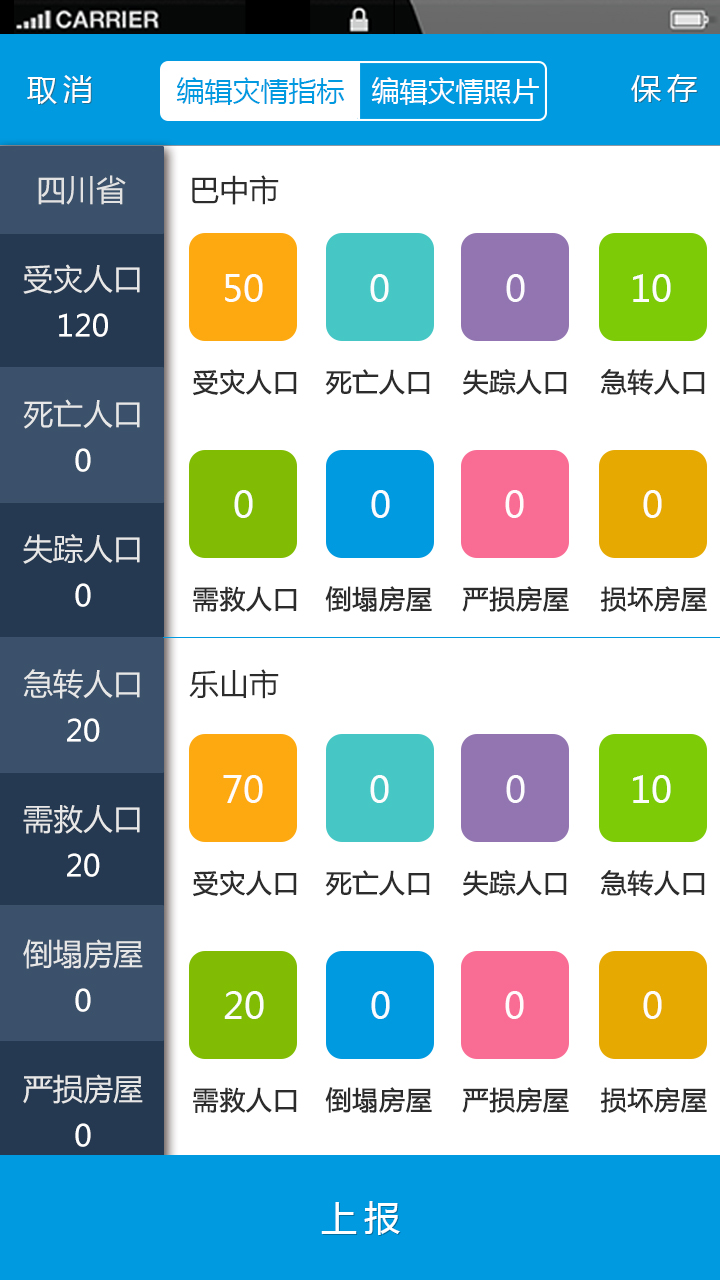 CARRIER
取消
编辑灾情指标
编辑灾情照片
保存
四川省
受灾人口
120
死亡人口
0
失踪人口
0
急转人口
20
需救人口
20
倒塌房屋
0
严损房屋
0
巴中市
50 0 0 10
受灾人口 死亡人口 失踪人口 急转人口
0 0 0 0
需救人口 倒塌房屋 严损房屋 损坏房屋
乐山市
70 0 0 10
受灾人口 死亡人口 失踪人口 急转人口
20 0 0 0
需救人口 倒塌房屋 严损房屋 损坏房屋
上报